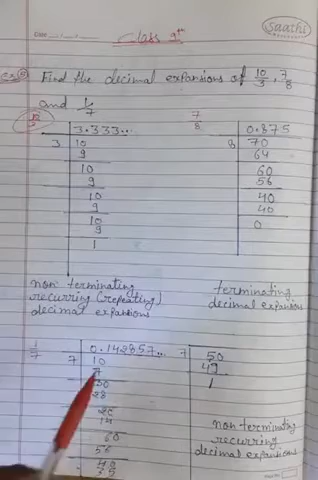 Saathi
Date
Class 9th
Ex 5 Find the decimal expansions of 10/3, 7/8
and 1/7
10/3
3.333...
3 10
9
10
9
10
9
10
9
1
non terminating
recurring (repeating)
decimal expansions
7/8
0.875
8 70
64
60
56
40
40
0
terminating
decimal expansions
1/7
0.142857...
7 10
7
30
28
20
14
60
56
40
35
7 50
49
1
non terminating
recurring
decimal expansions